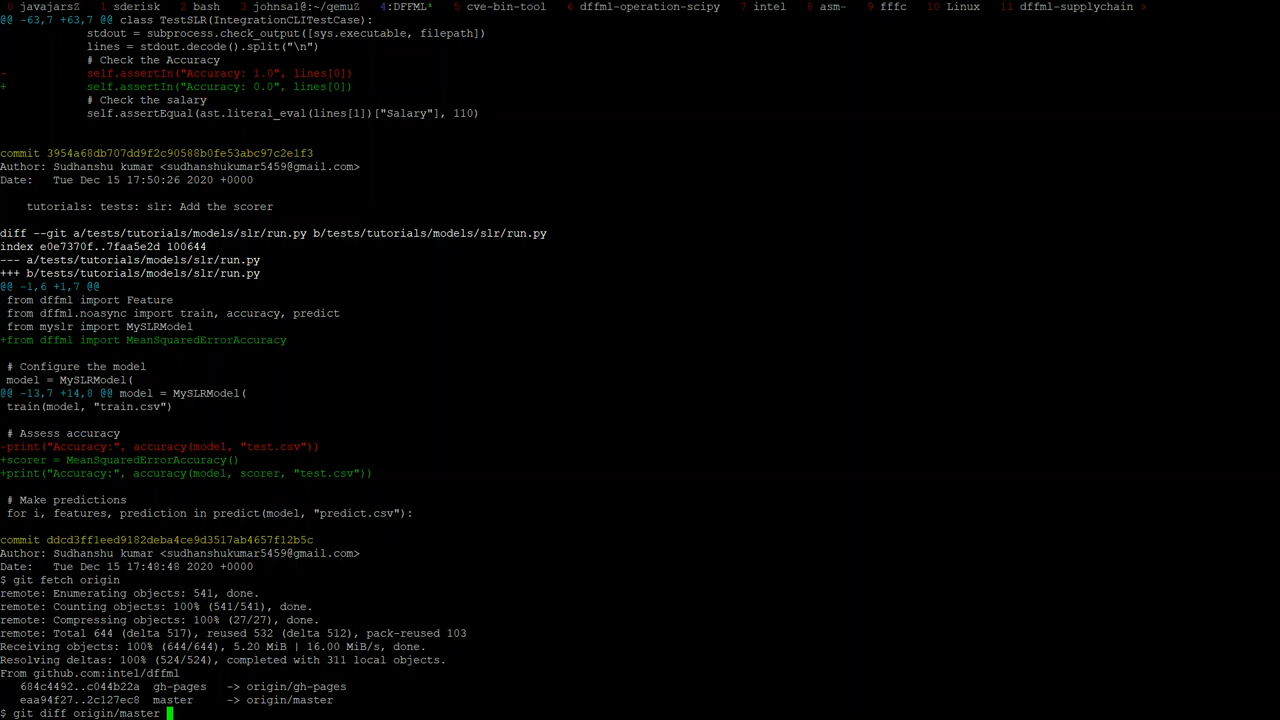 0 javajarsZ  1 sderisk  2 bash  3 johnsa1@:~/qemuZ  4:DFFML*  5 cve-bin-tool  6 dffml-operation-scipy  7 intel  8 asm-  9 fffc  10 Linux  11 dffml-supplychain >
@@ -63,7 +63,7 @@ class TestSLR(IntegrationCLITestCase):
             stdout = subprocess.check_output([sys.executable, filepath])
             lines = stdout.decode().split("\n")
             # Check the Accuracy
-            self.assertIn("Accuracy: 1.0", lines[0])
+            self.assertIn("Accuracy: 0.0", lines[0])
             # Check the salary
             self.assertEqual(ast.literal_eval(lines[1])["Salary"], 110)
commit 3954a68db707dd9f2c90588b0fe53abc97c2e1f3
Author: Sudhanshu kumar <sudhanshukumar5459@gmail.com>
Date:   Tue Dec 15 17:50:26 2020 +0000
    tutorials: tests: slr: Add the scorer
diff --git a/tests/tutorials/models/slr/run.py b/tests/tutorials/models/slr/run.py
index e0e7370f..7faa5e2d 100644
--- a/tests/tutorials/models/slr/run.py
+++ b/tests/tutorials/models/slr/run.py
@@ -1,6 +1,7 @@
 from dffml import Feature
 from dffml.noasync import train, accuracy, predict
 from myslr import MySLRModel
+from dffml import MeanSquaredErrorAccuracy
 # Configure the model
 model = MySLRModel(
@@ -13,7 +14,8 @@ model = MySLRModel(
 train(model, "train.csv")
 # Assess accuracy
-print("Accuracy:", accuracy(model, "test.csv"))
+scorer = MeanSquaredErrorAccuracy()
+print("Accuracy:", accuracy(model, scorer, "test.csv"))
 # Make predictions
 for i, features, prediction in predict(model, "predict.csv"):
commit ddcd3ff1eed9182deba4ce9d3517ab4657f12b5c
Author: Sudhanshu kumar <sudhanshukumar5459@gmail.com>
Date:   Tue Dec 15 17:48:48 2020 +0000
$ git fetch origin
remote: Enumerating objects: 541, done.
remote: Counting objects: 100% (541/541), done.
remote: Compressing objects: 100% (27/27), done.
remote: Total 644 (delta 517), reused 532 (delta 512), pack-reused 103
Receiving objects: 100% (644/644), 5.20 MiB | 16.00 MiB/s, done.
Resolving deltas: 100% (524/524), completed with 311 local objects.
From github.com:intel/dffml
   684c4492..c044b22a  gh-pages   -> origin/gh-pages
   eaa94f27..2c127ec8  master     -> origin/master
$ git diff origin/master